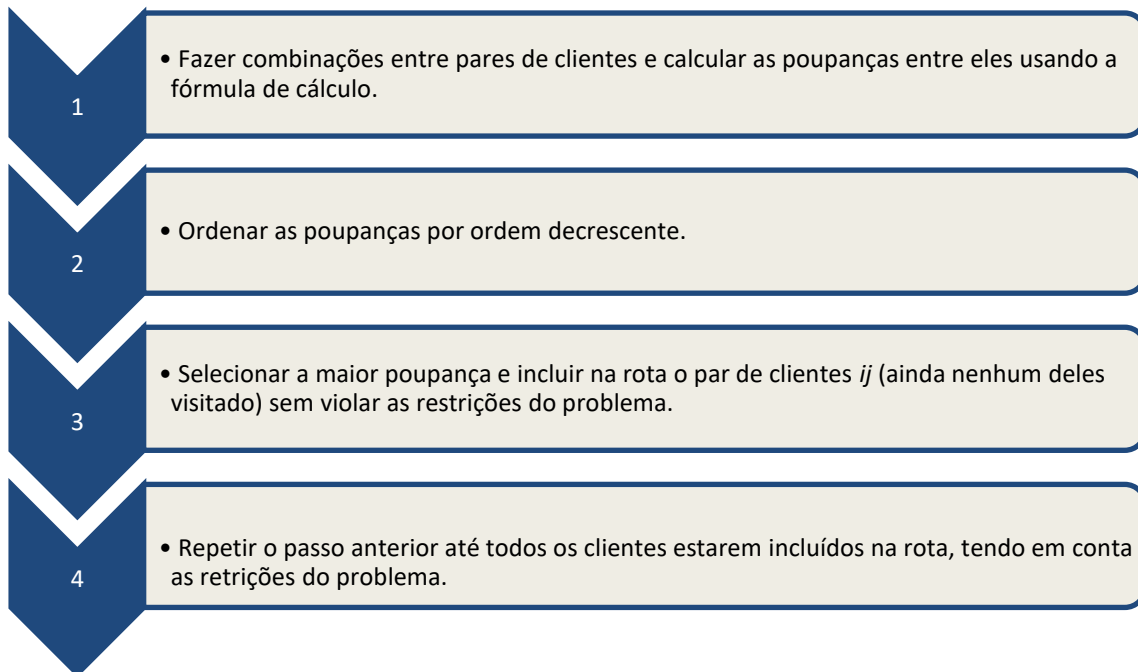 1
• Fazer combinações entre pares de clientes e calcular as poupanças entre eles usando a
fórmula de cálculo.
2
• Ordenar as poupanças por ordem decrescente.
3
• Selecionar a maior poupança e incluir na rota o par de clientes ij (ainda nenhum deles
visitado) sem violar as restrições do problema.
4
• Repetir o passo anterior até todos os clientes estarem incluídos na rota, tendo em conta
as retrições do problema.